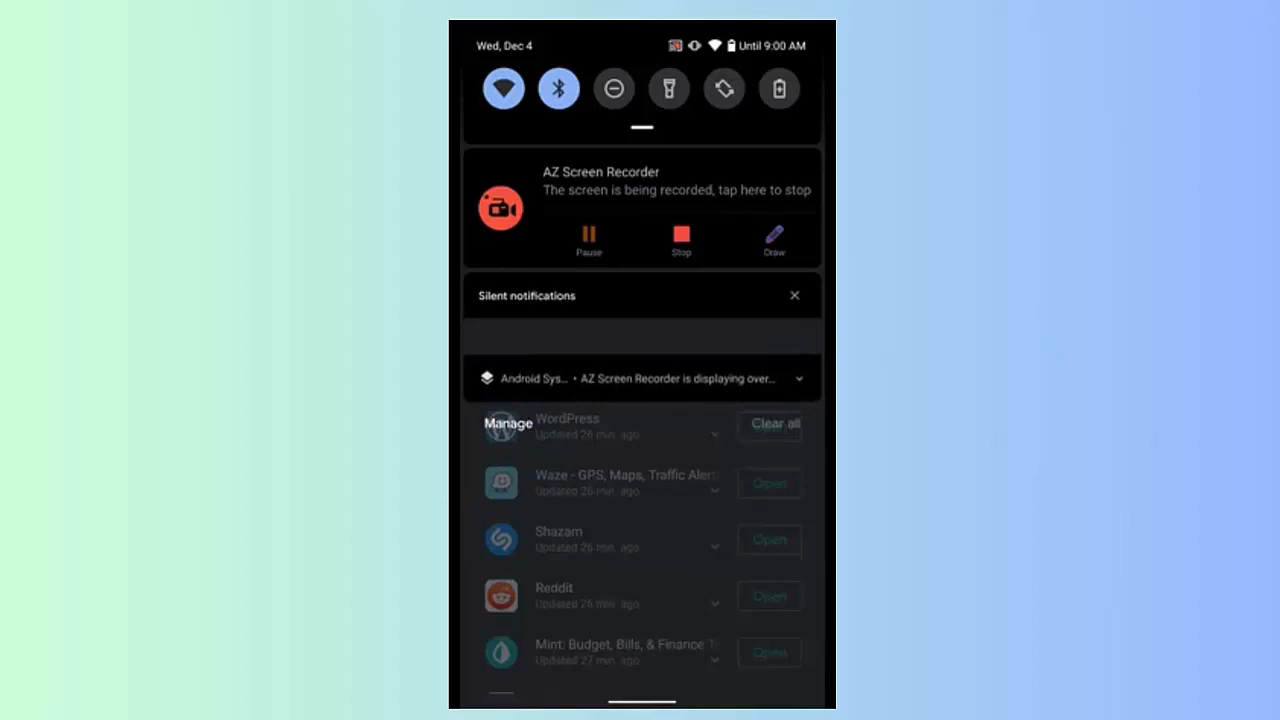 Wed, Dec 4
Until 9:00 AM
AZ Screen Recorder
The screen is being recorded, tap here to stop
Pause
Stop
Draw
Silent notifications
Android Sys... • AZ Screen Recorder is displaying over...
WordPress
Manage
Clear all
Updated 26 min. ago
Waze - GPS, Maps, Traffic Alert
Updated 26 min. ago
Open
Shazam
Updated 26 min. ago
Open
Reddit
Updated 26 min. ago
Open
Mint: Budget, Bills, & Finance
Updated 27 min. ago
Open